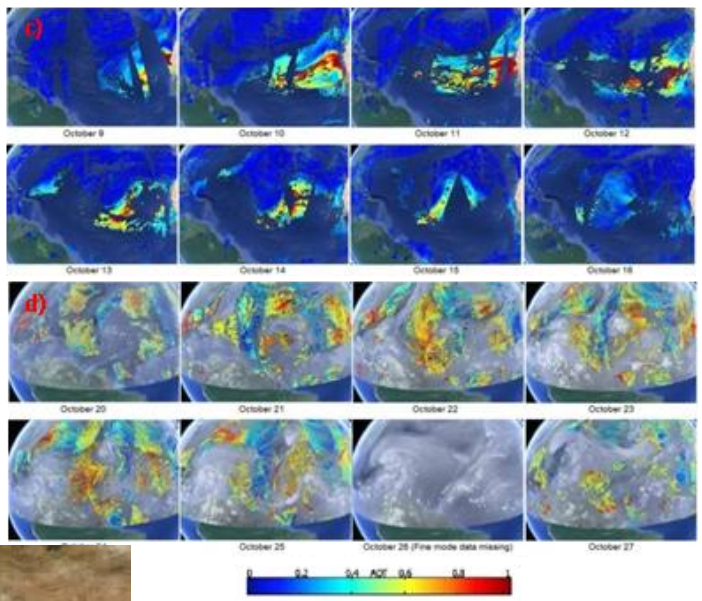 c)
October 9 October 10 October 11 October 12
October 13 October 14 October 15 October 16
d)
October 20 October 21 October 22 October 23
October 25 October 26 (Fine mode data missing) October 27
0 0.2 0.4 AOT 0.6 0.8 1